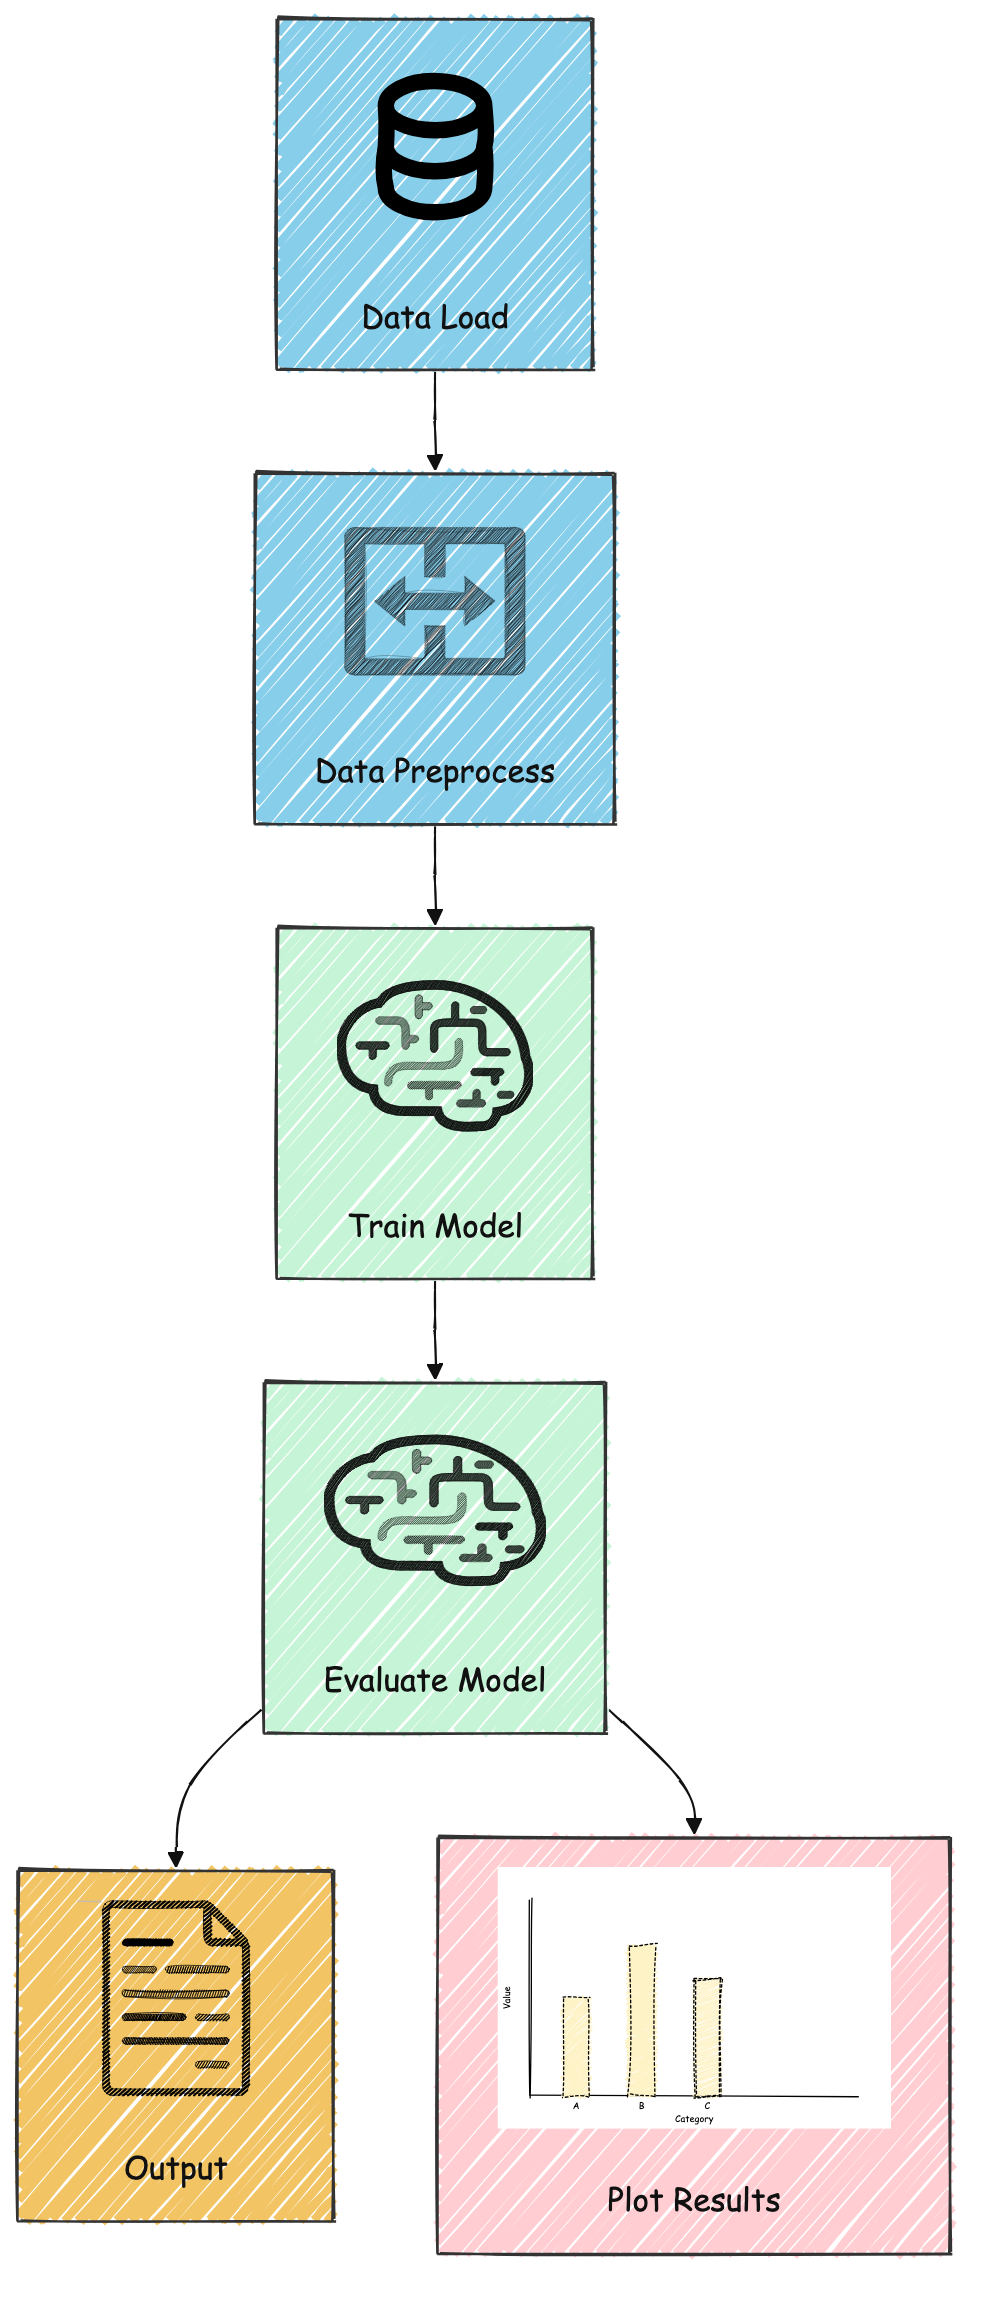 Data Load
Data Preprocess
Train Model
Evaluate Model
Output
Value
A B C
Category
Plot Results